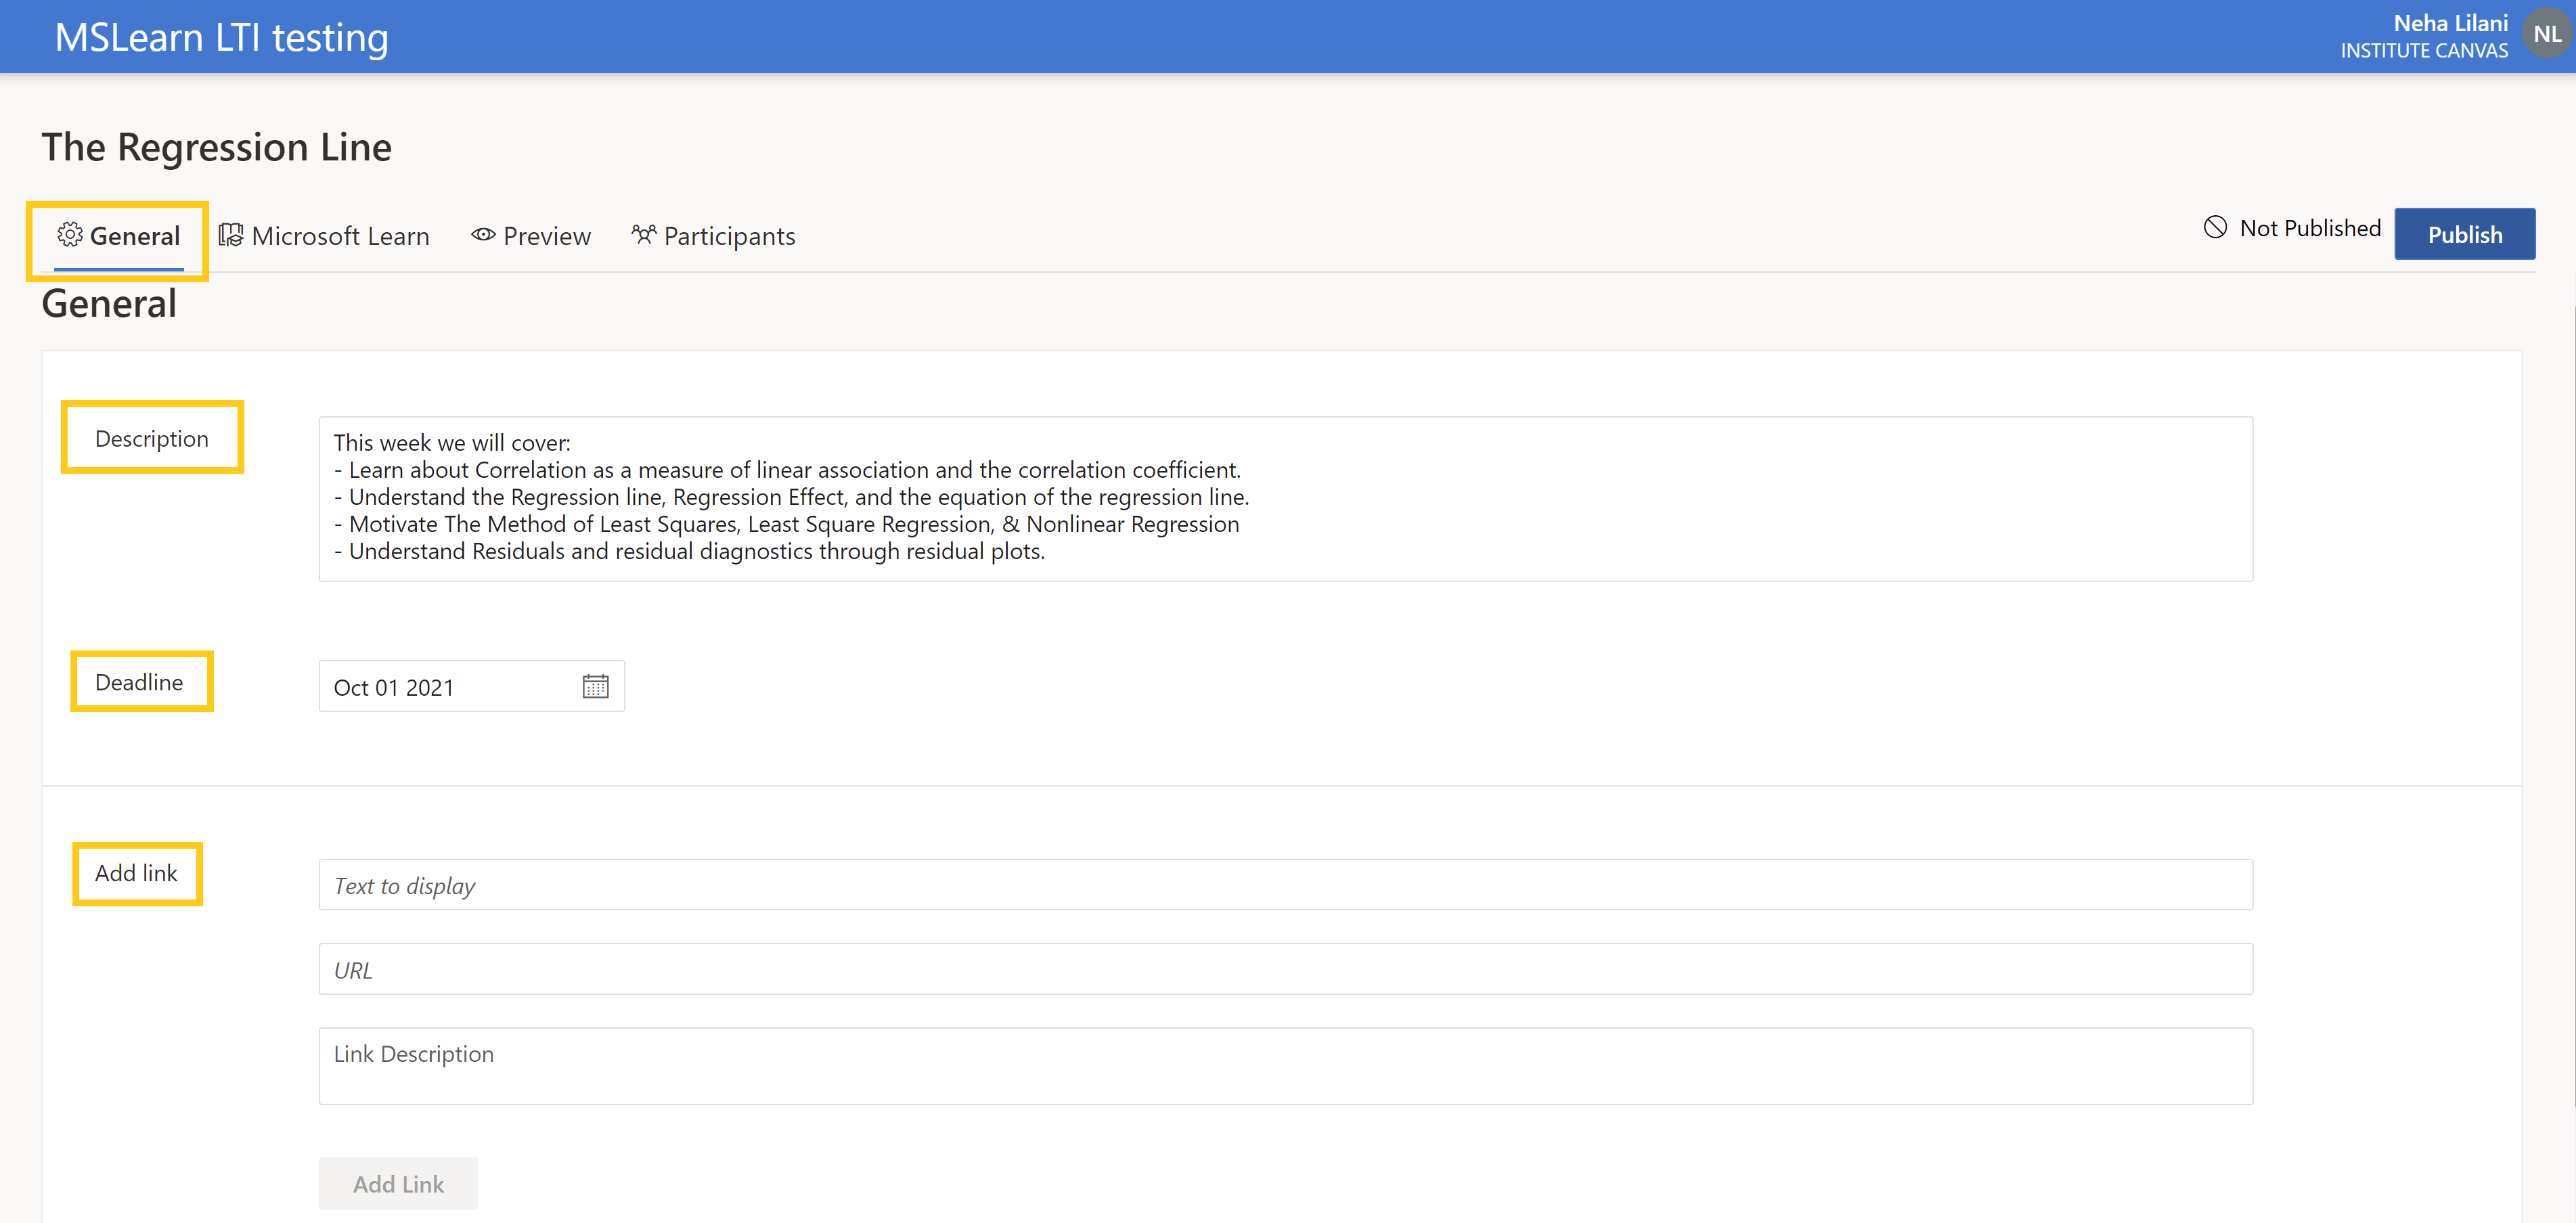 MSLearn LTI testing
Neha Lilani
INSTITUTE CANVAS
NL
The Regression Line
General
Microsoft Learn
Preview
Participants
Not Published
Publish
General
Description
This week we will cover:
- Learn about Correlation as a measure of linear association and the correlation coefficient.
- Understand the Regression line, Regression Effect, and the equation of the regression line.
- Motivate The Method of Least Squares, Least Square Regression, & Nonlinear Regression
- Understand Residuals and residual diagnostics through residual plots.
Deadline
Oct 01 2021
Add link
Text to display
URL
Link Description
Add Link